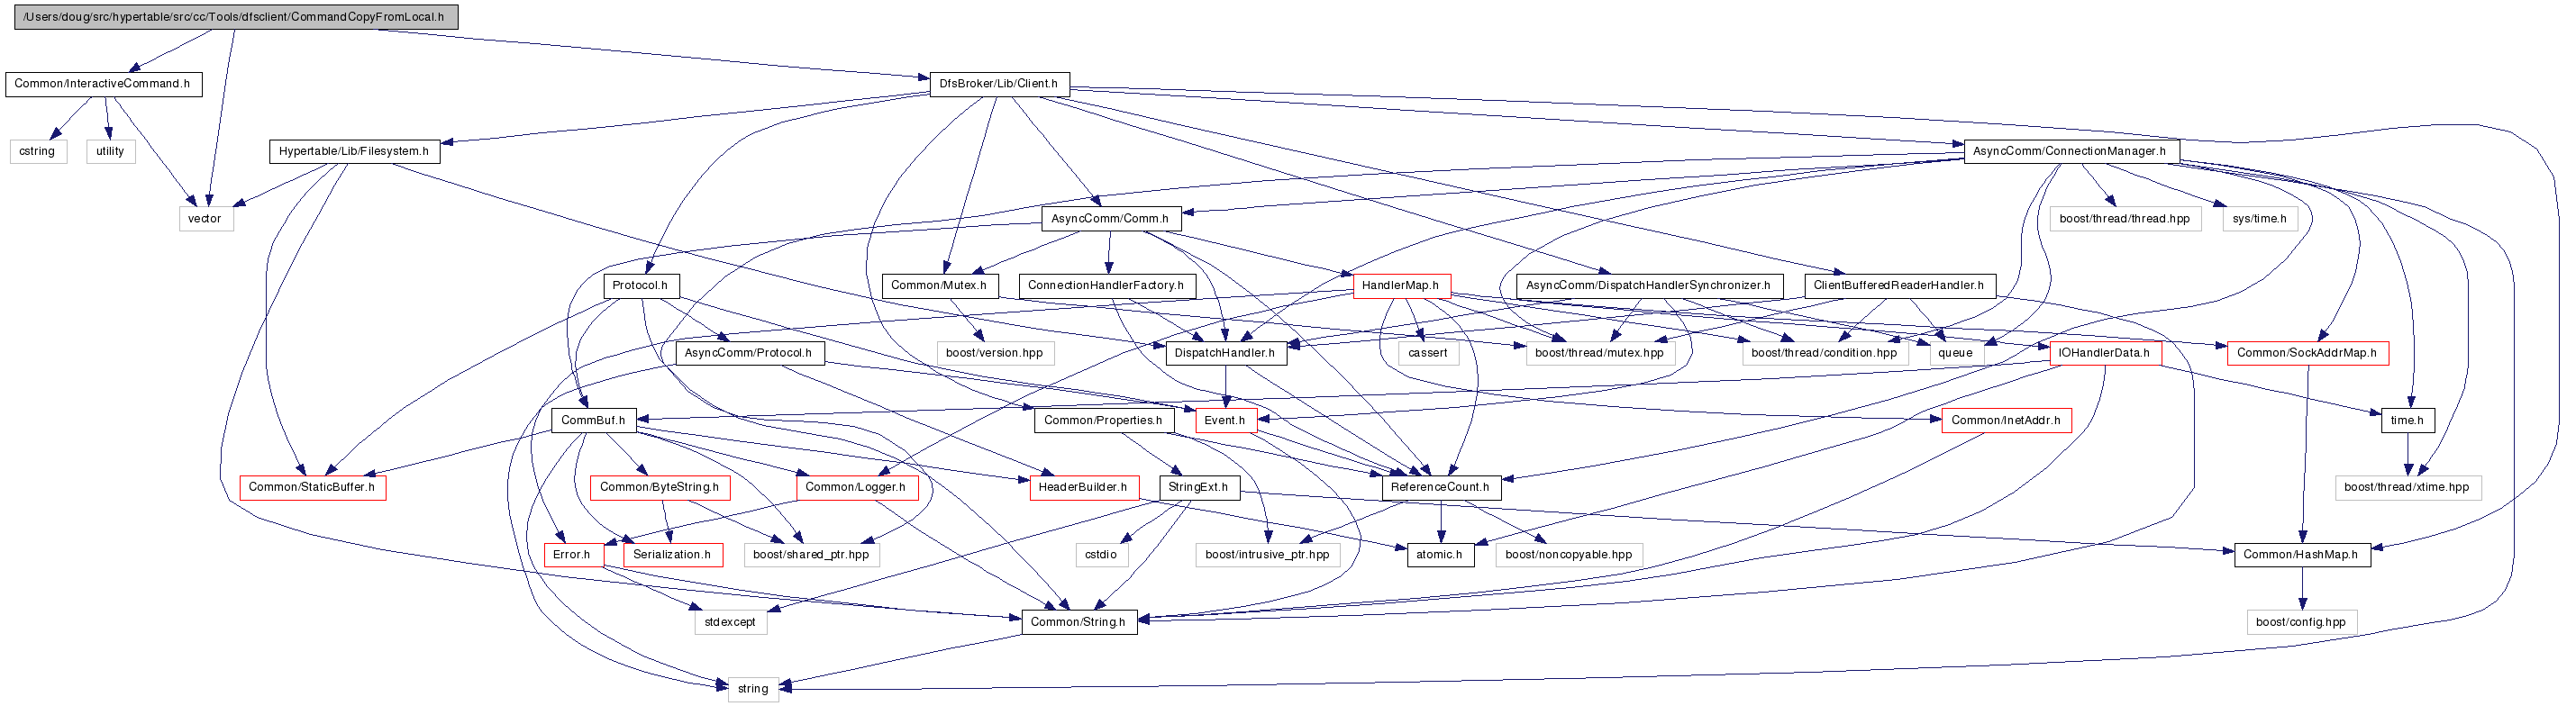 /Users/doug/src/hypertable/src/cc/Tools/dfsclient/CommandCopyFromLocal.h
Common/InteractiveCommand.h
DfsBroker/Lib/Client.h
cstring
utility
Hypertable/Lib/Filesystem.h
AsyncComm/ConnectionManager.h
vector
AsyncComm/Comm.h
boost/thread/thread.hpp
sys/time.h
Protocol.h
Common/Mutex.h
ConnectionHandlerFactory.h
HandlerMap.h
AsyncComm/DispatchHandlerSynchronizer.h
ClientBufferedReaderHandler.h
AsyncComm/Protocol.h
boost/version.hpp
DispatchHandler.h
cassert
boost/thread/mutex.hpp
boost/thread/condition.hpp
queue
IOHandlerData.h
Common/SockAddrMap.h
CommBuf.h
Common/Properties.h
Event.h
Common/InetAddr.h
time.h
Common/StaticBuffer.h
Common/ByteString.h
Common/Logger.h
HeaderBuilder.h
StringExt.h
ReferenceCount.h
boost/thread/xtime.hpp
Error.h
Serialization.h
boost/shared_ptr.hpp
cstdio
boost/intrusive_ptr.hpp
atomic.h
boost/noncopyable.hpp
Common/HashMap.h
stdexcept
Common/String.h
boost/config.hpp
string